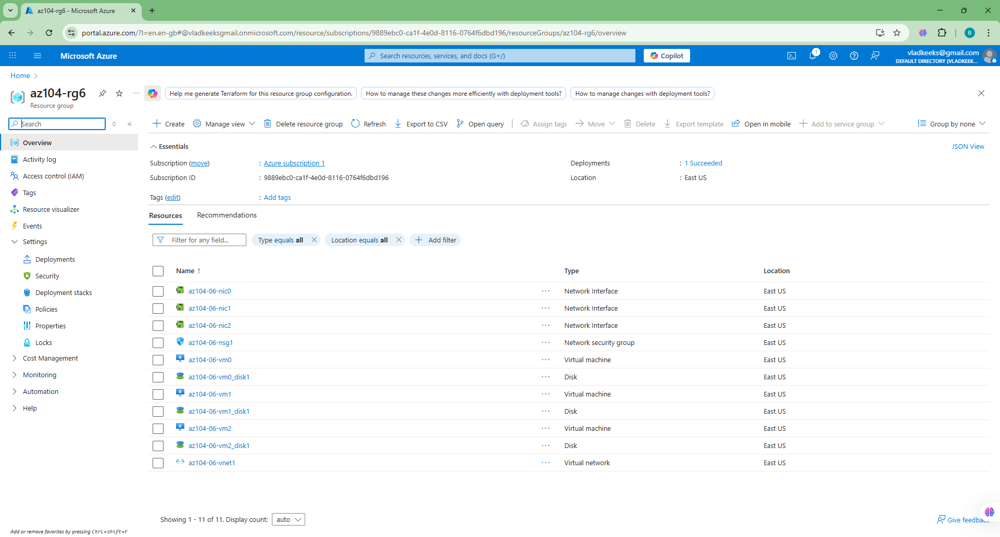 az104-rg6 - Microsoft Azure
portal.azure.com/?l=en.en-gb#@vladkeeksgmail.onmicrosoft.com/resource/subscriptions/9889ebc0-ca1f-4e0d-8116-0764f6dbd196/resourceGroups/az104-rg6/overview
B
Microsoft Azure
Search resources, services, and docs (G+/)
Copilot
1
vladkeeks@gmail.com
DEFAULT DIRECTORY (VLADKEEK...
Home
az104-rg6
Resource group
Help me generate Terraform for this resource group configuration.
How to manage these changes more efficiently with deployment tools?
How to manage changes with deployment tools?
Search
Create
Manage view
Delete resource group
Refresh
Export to CSV
Open query
Assign tags
Move
Delete
Export template
Open in mobile
Add to service group
Group by none
Overview
Activity log
Access control (IAM)
Tags
Resource visualizer
Events
Settings
Deployments
Security
Deployment stacks
Policies
Properties
Locks
Cost Management
Monitoring
Automation
Help
Essentials
JSON View
Subscription (move) : Azure subscription 1
Deployments : 1 Succeeded
Subscription ID : 9889ebc0-ca1f-4e0d-8116-0764f6dbd196
Location : East US
Tags (edit) : Add tags
Resources Recommendations
Filter for any field...
Type equals all
Location equals all
Add filter
Name ↑ Type Location
az104-06-nic0 ... Network Interface East US
az104-06-nic1 ... Network Interface East US
az104-06-nic2 ... Network Interface East US
az104-06-nsg1 ... Network security group East US
az104-06-vm0 ... Virtual machine East US
az104-06-vm0_disk1 ... Disk East US
az104-06-vm1 ... Virtual machine East US
az104-06-vm1_disk1 ... Disk East US
az104-06-vm2 ... Virtual machine East US
az104-06-vm2_disk1 ... Disk East US
az104-06-vnet1 ... Virtual network East US
Showing 1 - 11 of 11. Display count: auto
Give feedback
Add or remove favorites by pressing Ctrl+Shift+F